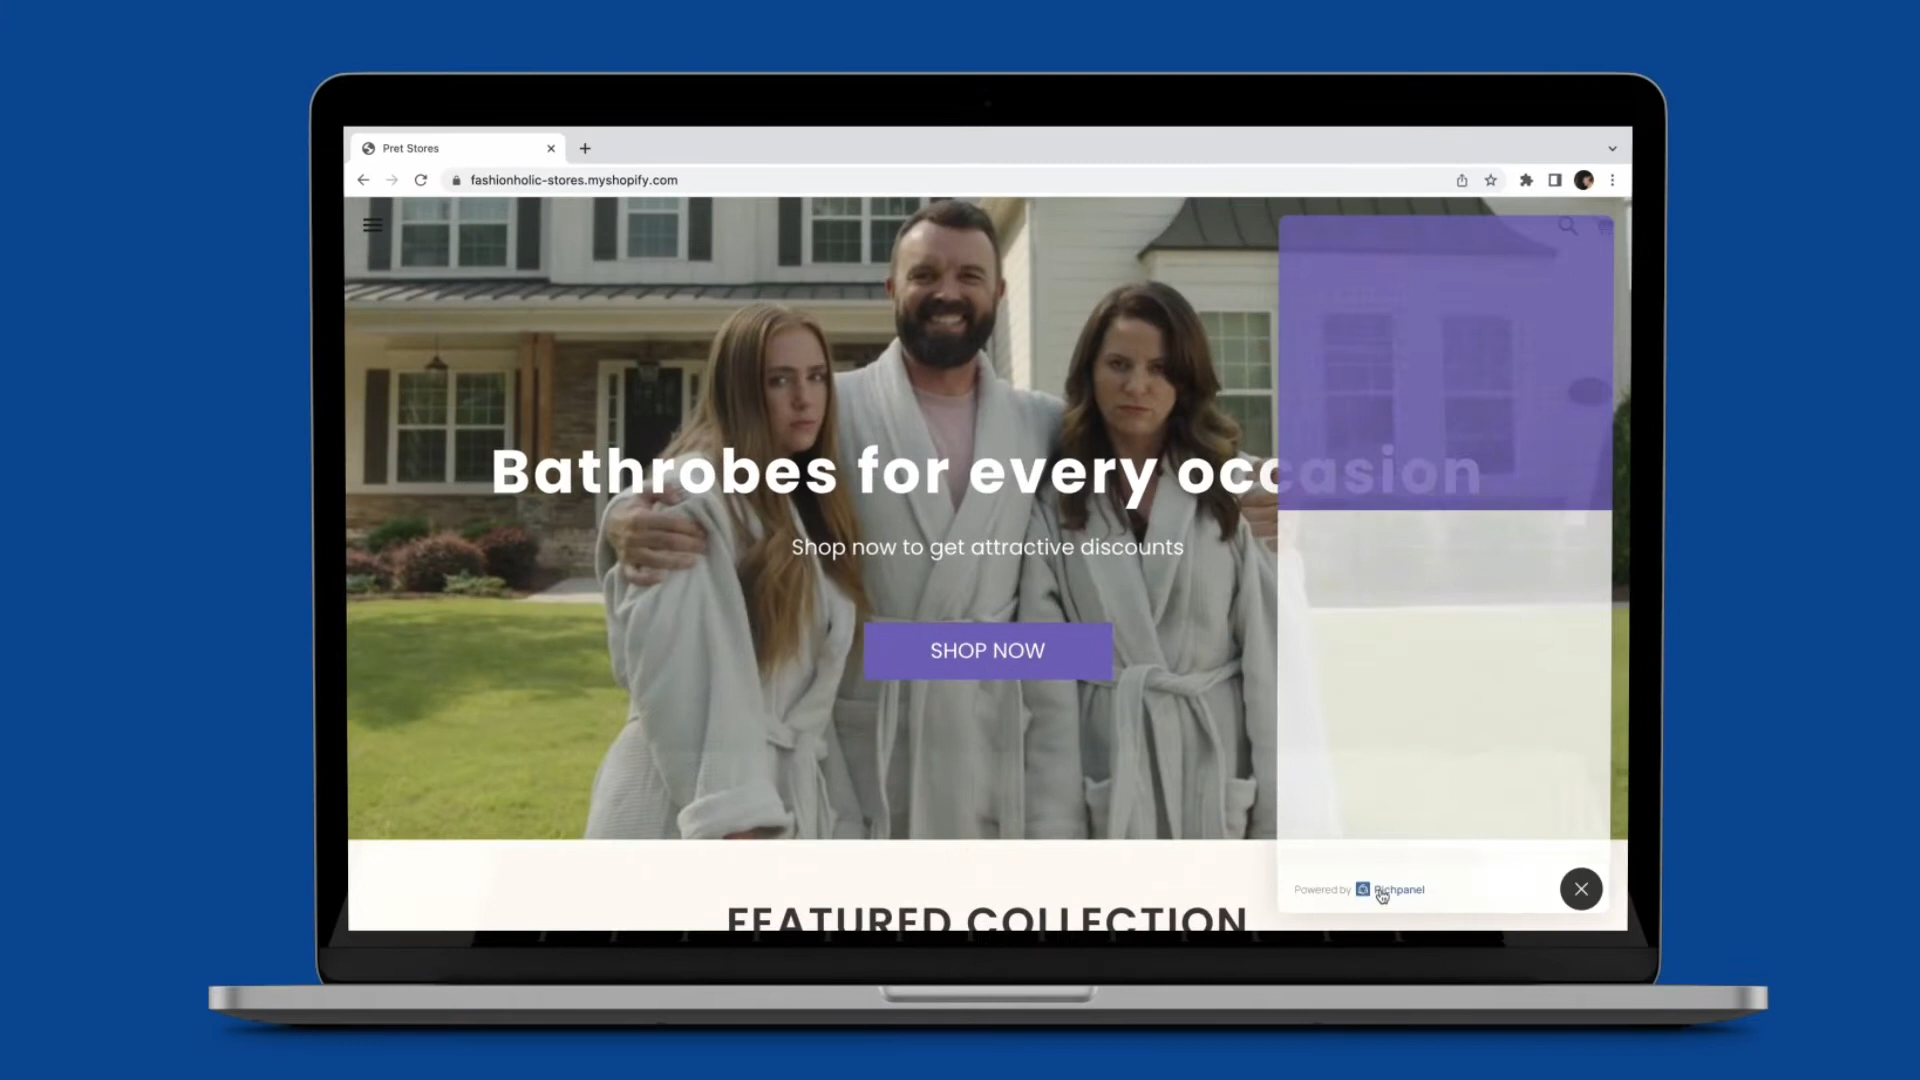 Pret Stores
fashionholic-stores.myshopify.com
Bathrobes for every occasion
Shop now to get attractive discounts
SHOP NOW
Powered by Richpanel
FEATURED COLLECTION